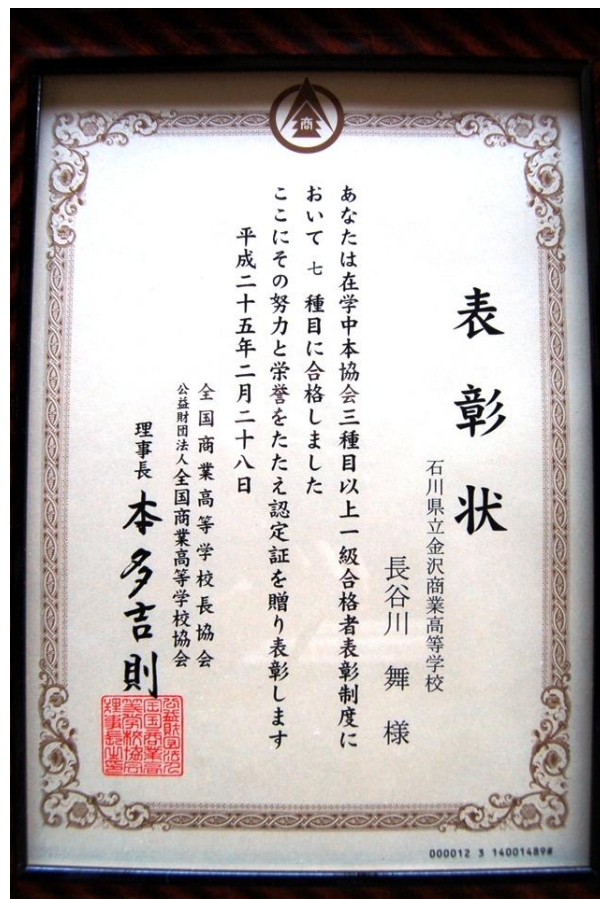 商
表彰状
石川県立金沢商業高等学校
長谷川 舞 様
あなたは在学中本協会三種目以上一級合格者表彰制度に
おいて 七 種目に合格しました
ここにその努力と栄誉をたたえ認定証を贈り表彰します
平成二十五年二月二十八日
全国商業高等学校長協会
公益財団法人全国商業高等学校協会
理事長 本多吉則
000012 3 14001489#